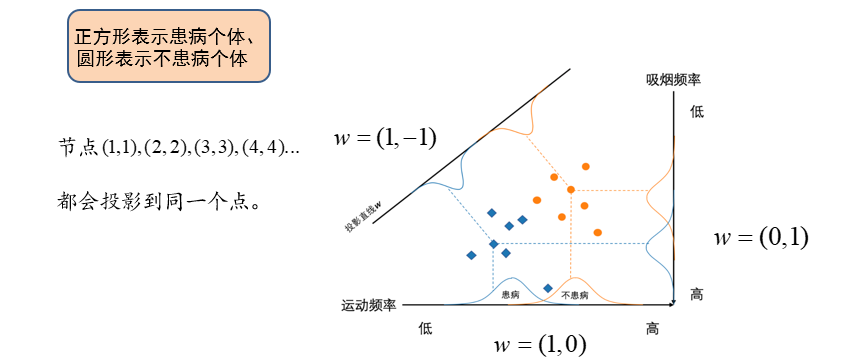 正方形表示患病个体、
圆形表示不患病个体
节点(1,1),(2,2),(3,3),(4,4)...
都会投影到同一个点。
w = (1,-1)
投影直线w
吸烟频率
低
w = (0,1)
高
患病
不患病
运动频率
低
高
w = (1,0)